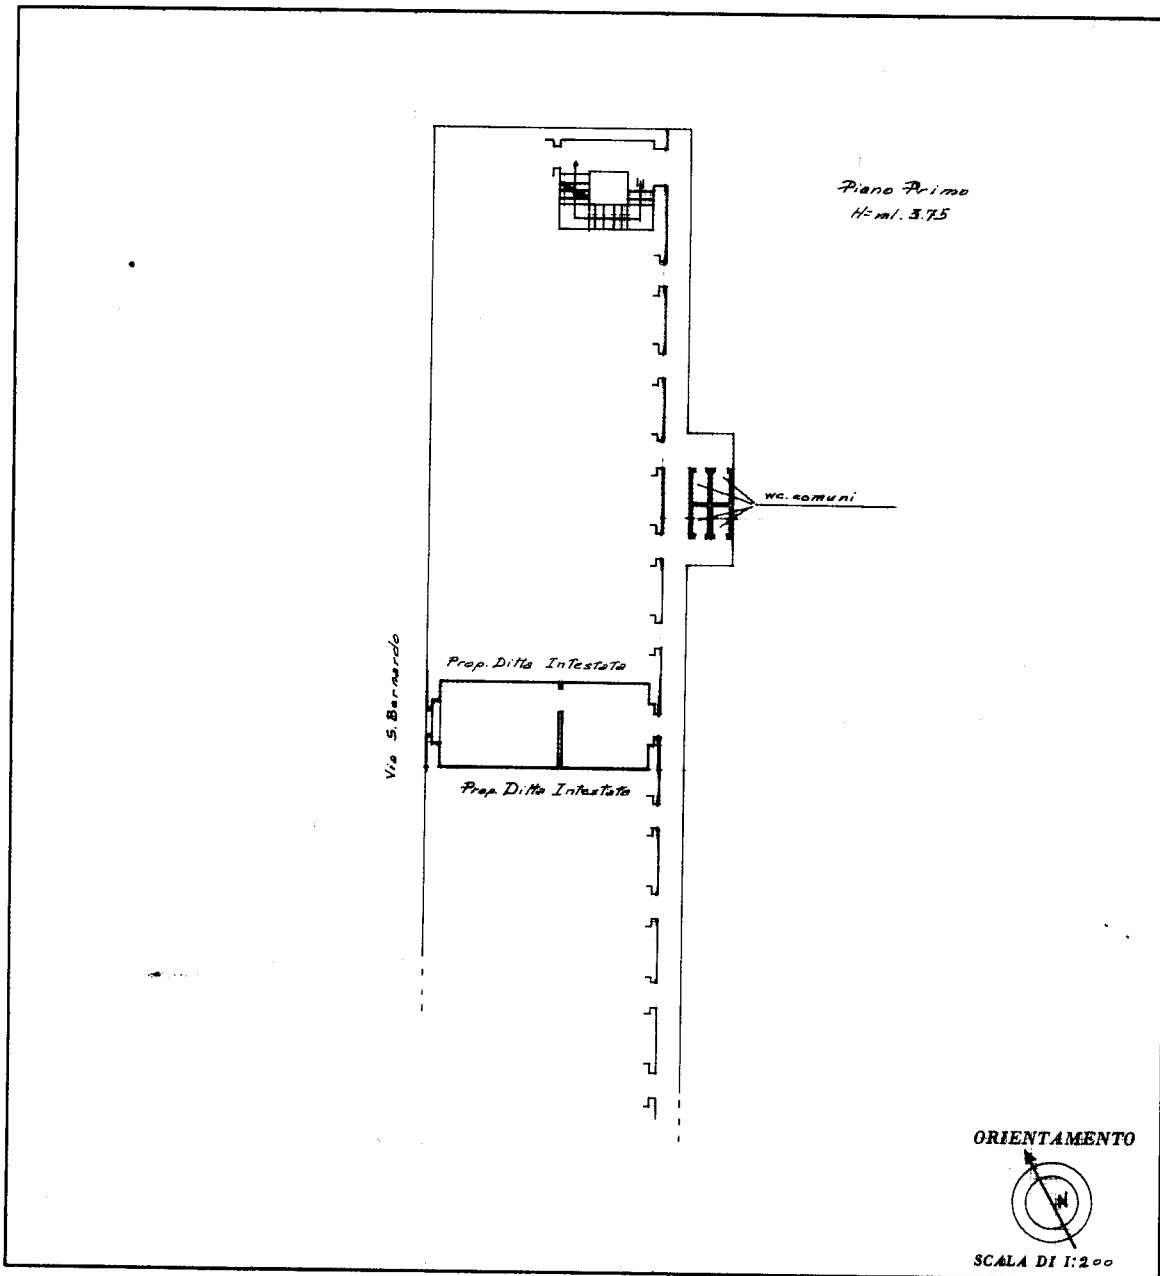 Piano Primo
H=ml. 3.75
wc. comuni
Via S. Bernardo
Prop. Ditta Intestata
Prop. Ditta Intestata
ORIENTAMENTO
N
SCALA DI 1:200